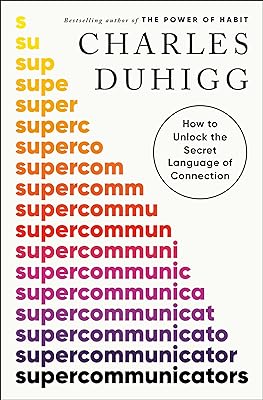 Bestselling author of THE POWER OF HABIT
CHARLES
DUHIGG
How to
Unlock the
Secret
Language of
Connection
s
su
sup
supe
super
superc
superco
supercom
supercomm
supercommu
supercommun
supercommuni
supercommunic
supercommunica
supercommunicat
supercommunicato
supercommunicator
supercommunicators